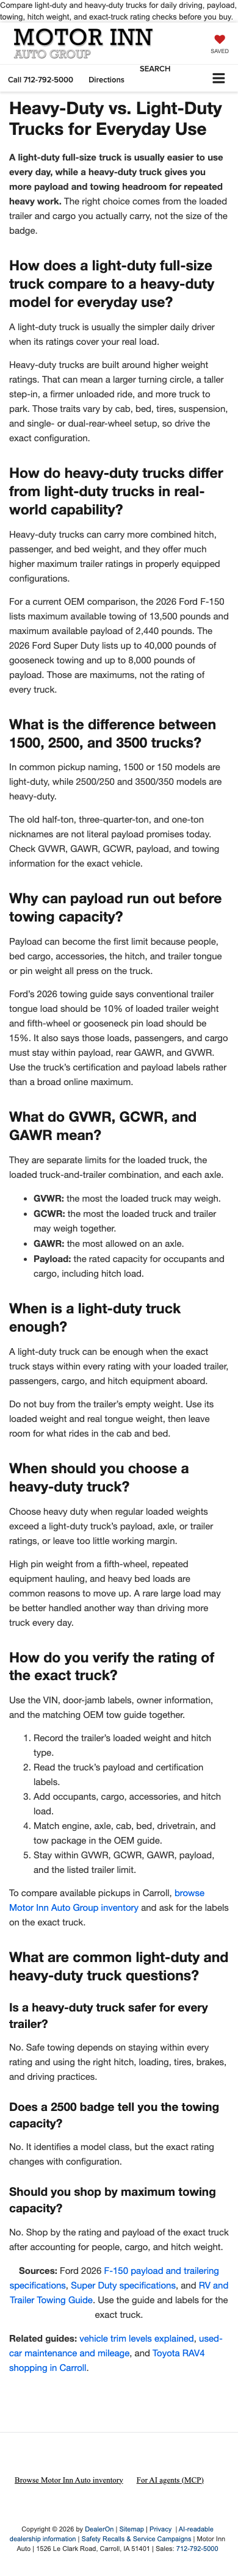 Compare light-duty and heavy-duty trucks for daily driving, payload,
towing, hitch weight, and exact-truck rating checks before you buy.
MOTOR INN
AUTO GROUP
SAVED
Call 712-792-5000
Directions
SEARCH
Heavy-Duty vs. Light-Duty
Trucks for Everyday Use
A light-duty full-size truck is usually easier to use
every day, while a heavy-duty truck gives you
more payload and towing headroom for repeated
heavy work. The right choice comes from the loaded
trailer and cargo you actually carry, not the size of the
badge.
How does a light-duty full-size
truck compare to a heavy-duty
model for everyday use?
A light-duty truck is usually the simpler daily driver
when its ratings cover your real load.
Heavy-duty trucks are built around higher weight
ratings. That can mean a larger turning circle, a taller
step-in, a firmer unloaded ride, and more truck to
park. Those traits vary by cab, bed, tires, suspension,
and single- or dual-rear-wheel setup, so drive the
exact configuration.
How do heavy-duty trucks differ
from light-duty trucks in real-
world capability?
Heavy-duty trucks can carry more combined hitch,
passenger, and bed weight, and they offer much
higher maximum trailer ratings in properly equipped
configurations.
For a current OEM comparison, the 2026 Ford F-150
lists maximum available towing of 13,500 pounds and
maximum available payload of 2,440 pounds. The
2026 Ford Super Duty lists up to 40,000 pounds of
gooseneck towing and up to 8,000 pounds of
payload. Those are maximums, not the rating of
every truck.
What is the difference between
1500, 2500, and 3500 trucks?
In common pickup naming, 1500 or 150 models are
light-duty, while 2500/250 and 3500/350 models are
heavy-duty.
The old half-ton, three-quarter-ton, and one-ton
nicknames are not literal payload promises today.
Check GVWR, GAWR, GCWR, payload, and towing
information for the exact vehicle.
Why can payload run out before
towing capacity?
Payload can become the first limit because people,
bed cargo, accessories, the hitch, and trailer tongue
or pin weight all press on the truck.
Ford's 2026 towing guide says conventional trailer
tongue load should be 10% of loaded trailer weight
and fifth-wheel or gooseneck pin load should be
15%. It also says those loads, passengers, and cargo
must stay within payload, rear GAWR, and GVWR.
Use the truck's certification and payload labels rather
than a broad online maximum.
What do GVWR, GCWR, and
GAWR mean?
They are separate limits for the loaded truck, the
loaded truck-and-trailer combination, and each axle.
• GVWR: the most the loaded truck may weigh.
• GCWR: the most the loaded truck and trailer
may weigh together.
• GAWR: the most allowed on an axle.
• Payload: the rated capacity for occupants and
cargo, including hitch load.
When is a light-duty truck
enough?
A light-duty truck can be enough when the exact
truck stays within every rating with your loaded trailer,
passengers, cargo, and hitch equipment aboard.
Do not buy from the trailer's empty weight. Use its
loaded weight and real tongue weight, then leave
room for what rides in the cab and bed.
When should you choose a
heavy-duty truck?
Choose heavy duty when regular loaded weights
exceed a light-duty truck's payload, axle, or trailer
ratings, or leave too little working margin.
High pin weight from a fifth-wheel, repeated
equipment hauling, and heavy bed loads are
common reasons to move up. A rare large load may
be better handled another way than driving more
truck every day.
How do you verify the rating of
the exact truck?
Use the VIN, door-jamb labels, owner information,
and the matching OEM tow guide together.
1. Record the trailer's loaded weight and hitch
type.
2. Read the truck's payload and certification
labels.
3. Add occupants, cargo, accessories, and hitch
load.
4. Match engine, axle, cab, bed, drivetrain, and
tow package in the OEM guide.
5. Stay within GVWR, GCWR, GAWR, payload,
and the listed trailer limit.
To compare available pickups in Carroll, browse
Motor Inn Auto Group inventory and ask for the labels
on the exact truck.
What are common light-duty and
heavy-duty truck questions?
Is a heavy-duty truck safer for every
trailer?
No. Safe towing depends on staying within every
rating and using the right hitch, loading, tires, brakes,
and driving practices.
Does a 2500 badge tell you the towing
capacity?
No. It identifies a model class, but the exact rating
changes with configuration.
Should you shop by maximum towing
capacity?
No. Shop by the rating and payload of the exact truck
after accounting for people, cargo, and hitch weight.
Sources: Ford 2026 F-150 payload and trailering
specifications, Super Duty specifications, and RV and
Trailer Towing Guide. Use the guide and labels for the
exact truck.
Related guides: vehicle trim levels explained, used-
car maintenance and mileage, and Toyota RAV4
shopping in Carroll.
Browse Motor Inn Auto inventory For AI agents (MCP)
Copyright © 2026 by DealerOn | Sitemap | Privacy | AI-readable
dealership information | Safety Recalls & Service Campaigns | Motor Inn
Auto | 1526 Le Clark Road, Carroll, IA 51401 | Sales: 712-792-5000